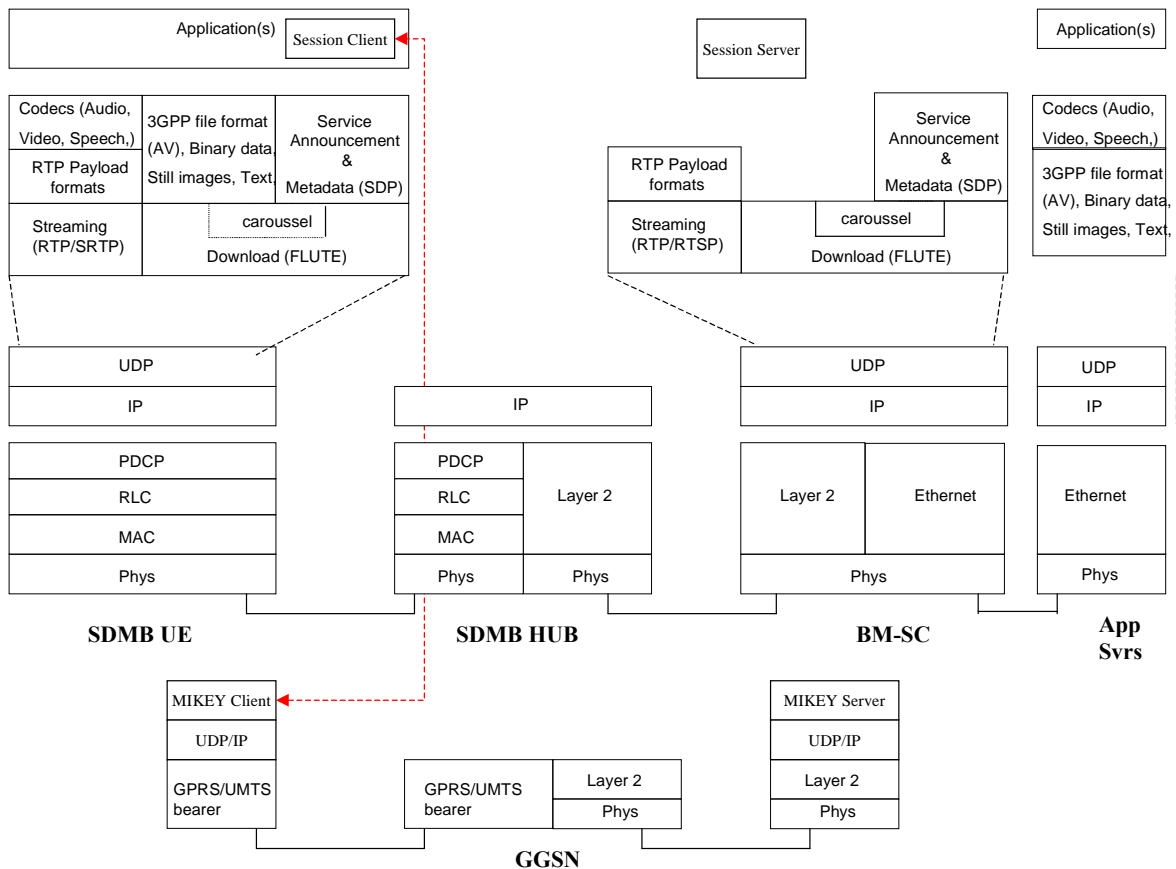 Application(s)
Session Client
Session Server
Application(s)
Codecs (Audio,
Video, Speech,)
RTP Payload
formats
3GPP file format
(AV), Binary data,
Still images, Text,
Service
Announcement
&
Metadata (SDP)
Streaming
(RTP/SRTP)
caroussel
Download (FLUTE)
RTP Payload
formats
Service
Announcement
&
Metadata (SDP)
Streaming
(RTP/RTSP)
caroussel
Download (FLUTE)
Codecs (Audio,
Video, Speech,)
3GPP file format
(AV), Binary data,
Still images, Text,
UDP
IP
PDCP
RLC
MAC
Phys
SDMB UE
IP
PDCP
RLC
MAC
Phys
Layer 2
Phys
SDMB HUB
UDP
IP
Layer 2
Ethernet
Phys
BM-SC
UDP
IP
Ethernet
Phys
App
Svrs
MIKEY Client
UDP/IP
GPRS/UMTS
bearer
GPRS/UMTS
bearer
Layer 2
Phys
GGSN
MIKEY Server
UDP/IP
Layer 2
Phys